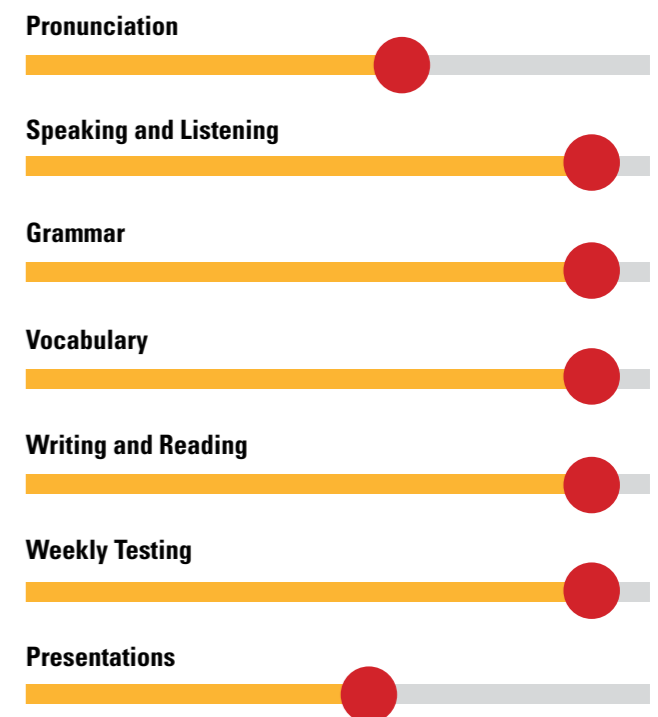 Pronunciation
Speaking and Listening
Grammar
Vocabulary
Writing and Reading
Weekly Testing
Presentations